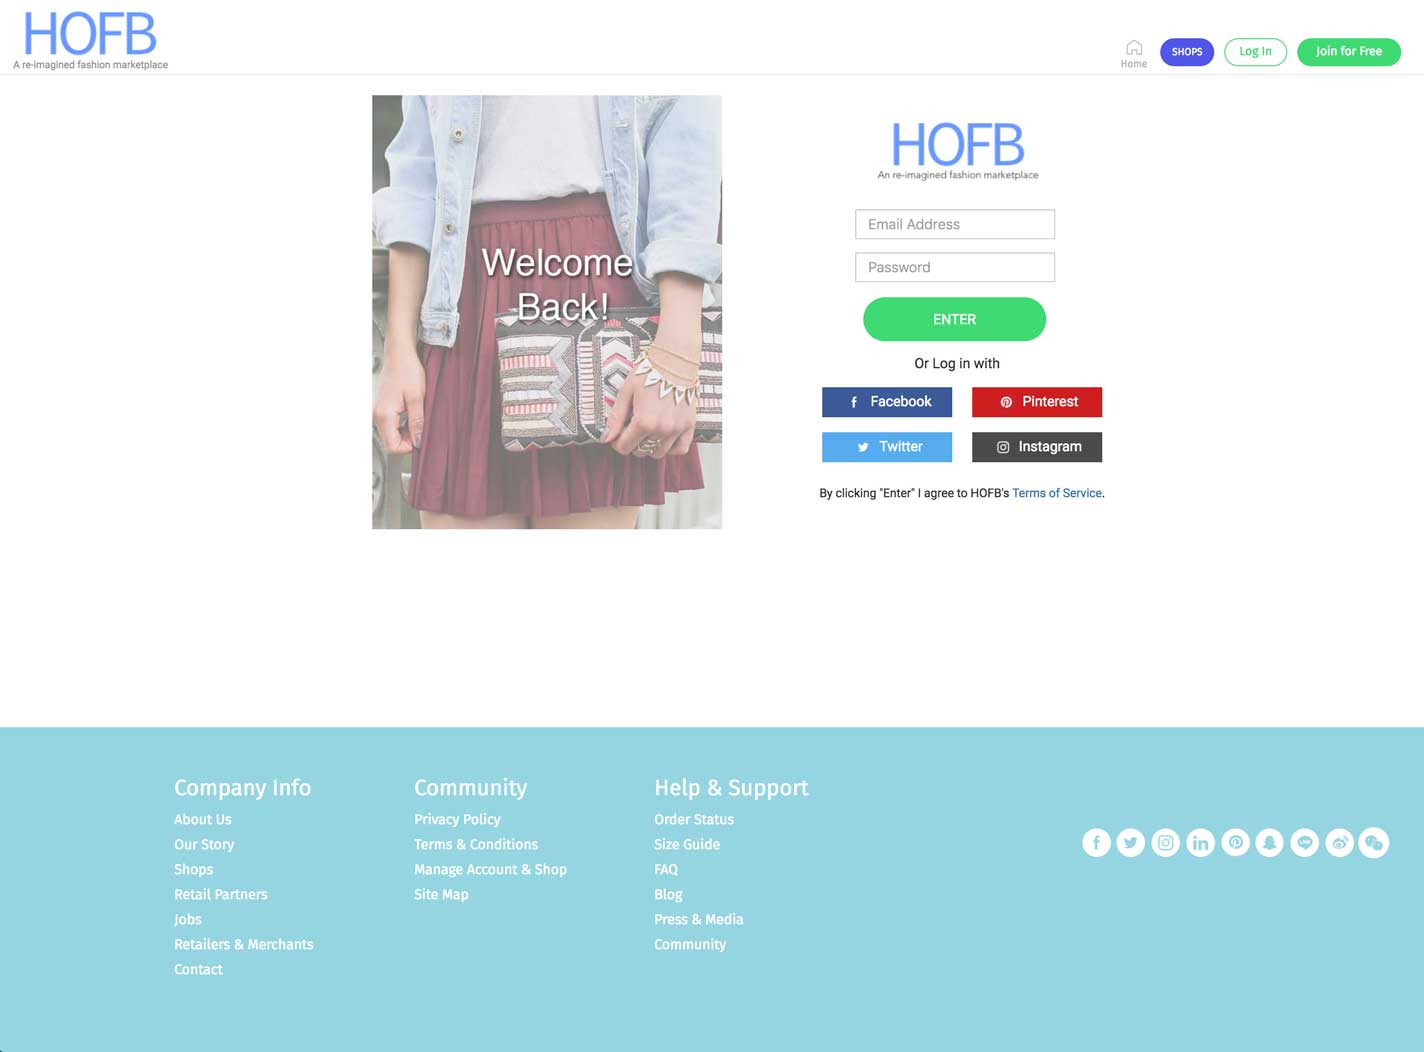 HOFB
A re-imagined fashion marketplace
Home
SHOPS
Log In
Join for Free
Welcome
Back!
HOFB
An re-imagined fashion marketplace
Email Address
Password
ENTER
Or Log in with
Facebook
Pinterest
Twitter
Instagram
By clicking "Enter" I agree to HOFB's Terms of Service.
Company Info
About Us
Our Story
Shops
Retail Partners
Jobs
Retailers & Merchants
Contact
Community
Privacy Policy
Terms & Conditions
Manage Account & Shop
Site Map
Help & Support
Order Status
Size Guide
FAQ
Blog
Press & Media
Community